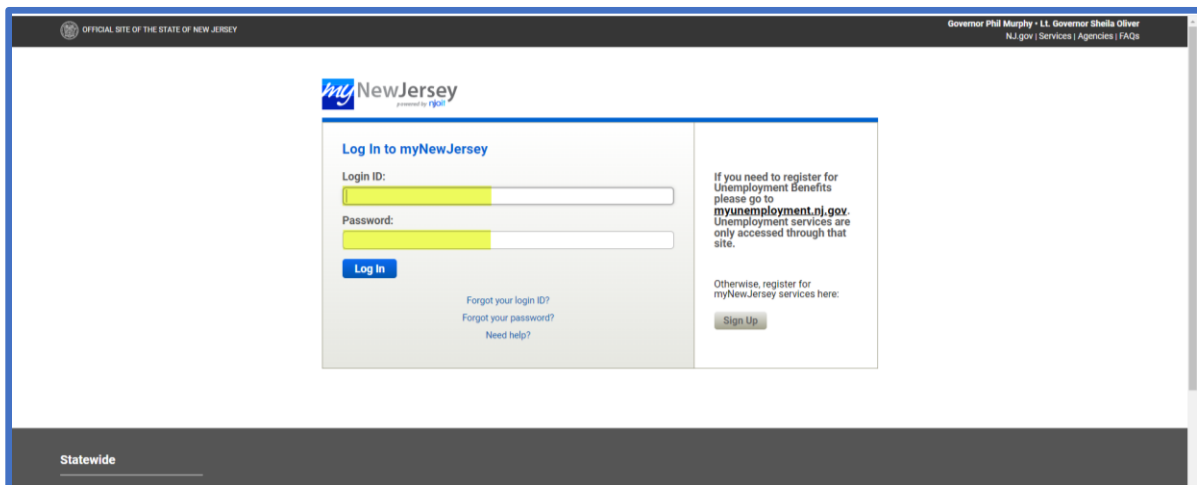 OFFICIAL SITE OF THE STATE OF NEW JERSEY
Governor Phil Murphy • Lt. Governor Sheila Oliver
NJ.gov | Services | Agencies | FAQs
my NewJersey
powered by njoit
Log In to myNewJersey
Login ID:
Password:
Log In
Forgot your login ID?
Forgot your password?
Need help?
If you need to register for
Unemployment Benefits
please go to
myunemployment.nj.gov.
Unemployment services are
only accessed through that
site.
Otherwise, register for
myNewJersey services here:
Sign Up
Statewide